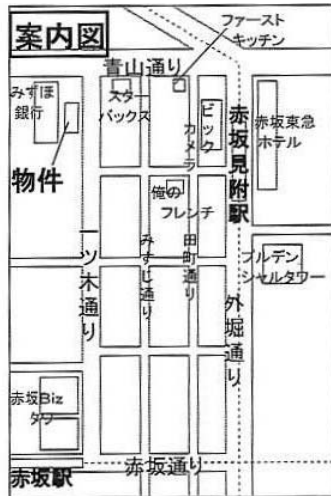 案内図
ファースト
キッチン
青山通り
みずほ
銀行
スター
バックス
ビックカメラ
赤坂見附駅
赤坂東急
ホテル
物件
俺の
フレンチ
一ツ木通り
みすじ通り
田町通り
外堀通り
プルデン
シャルタワー
赤坂Biz
タワー
赤坂駅
赤坂通り